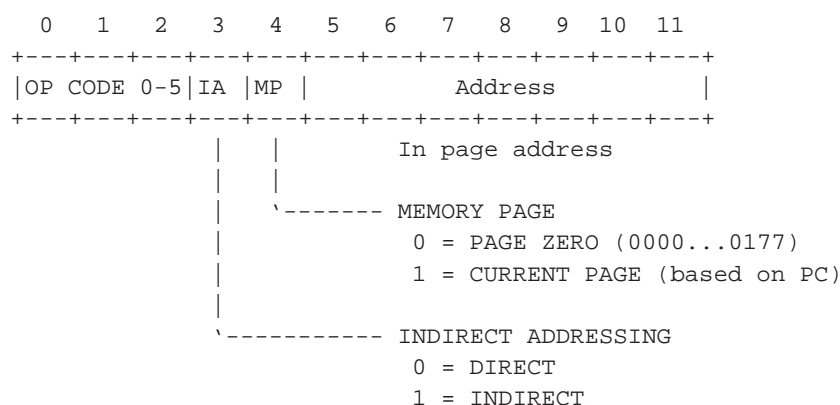 0   1   2   3   4   5   6   7   8   9  10  11
+---+---+---+---+---+---+---+---+---+---+---+---+
|OP CODE 0-5|IA |MP |          Address          |
+---+---+---+---+---+---+---+---+---+---+---+---+
              |   |       In page address
              |   |
              |   `------- MEMORY PAGE
              |            0 = PAGE ZERO (0000...0177)
              |            1 = CURRENT PAGE (based on PC)
              |
              `----------- INDIRECT ADDRESSING
                           0 = DIRECT
                           1 = INDIRECT